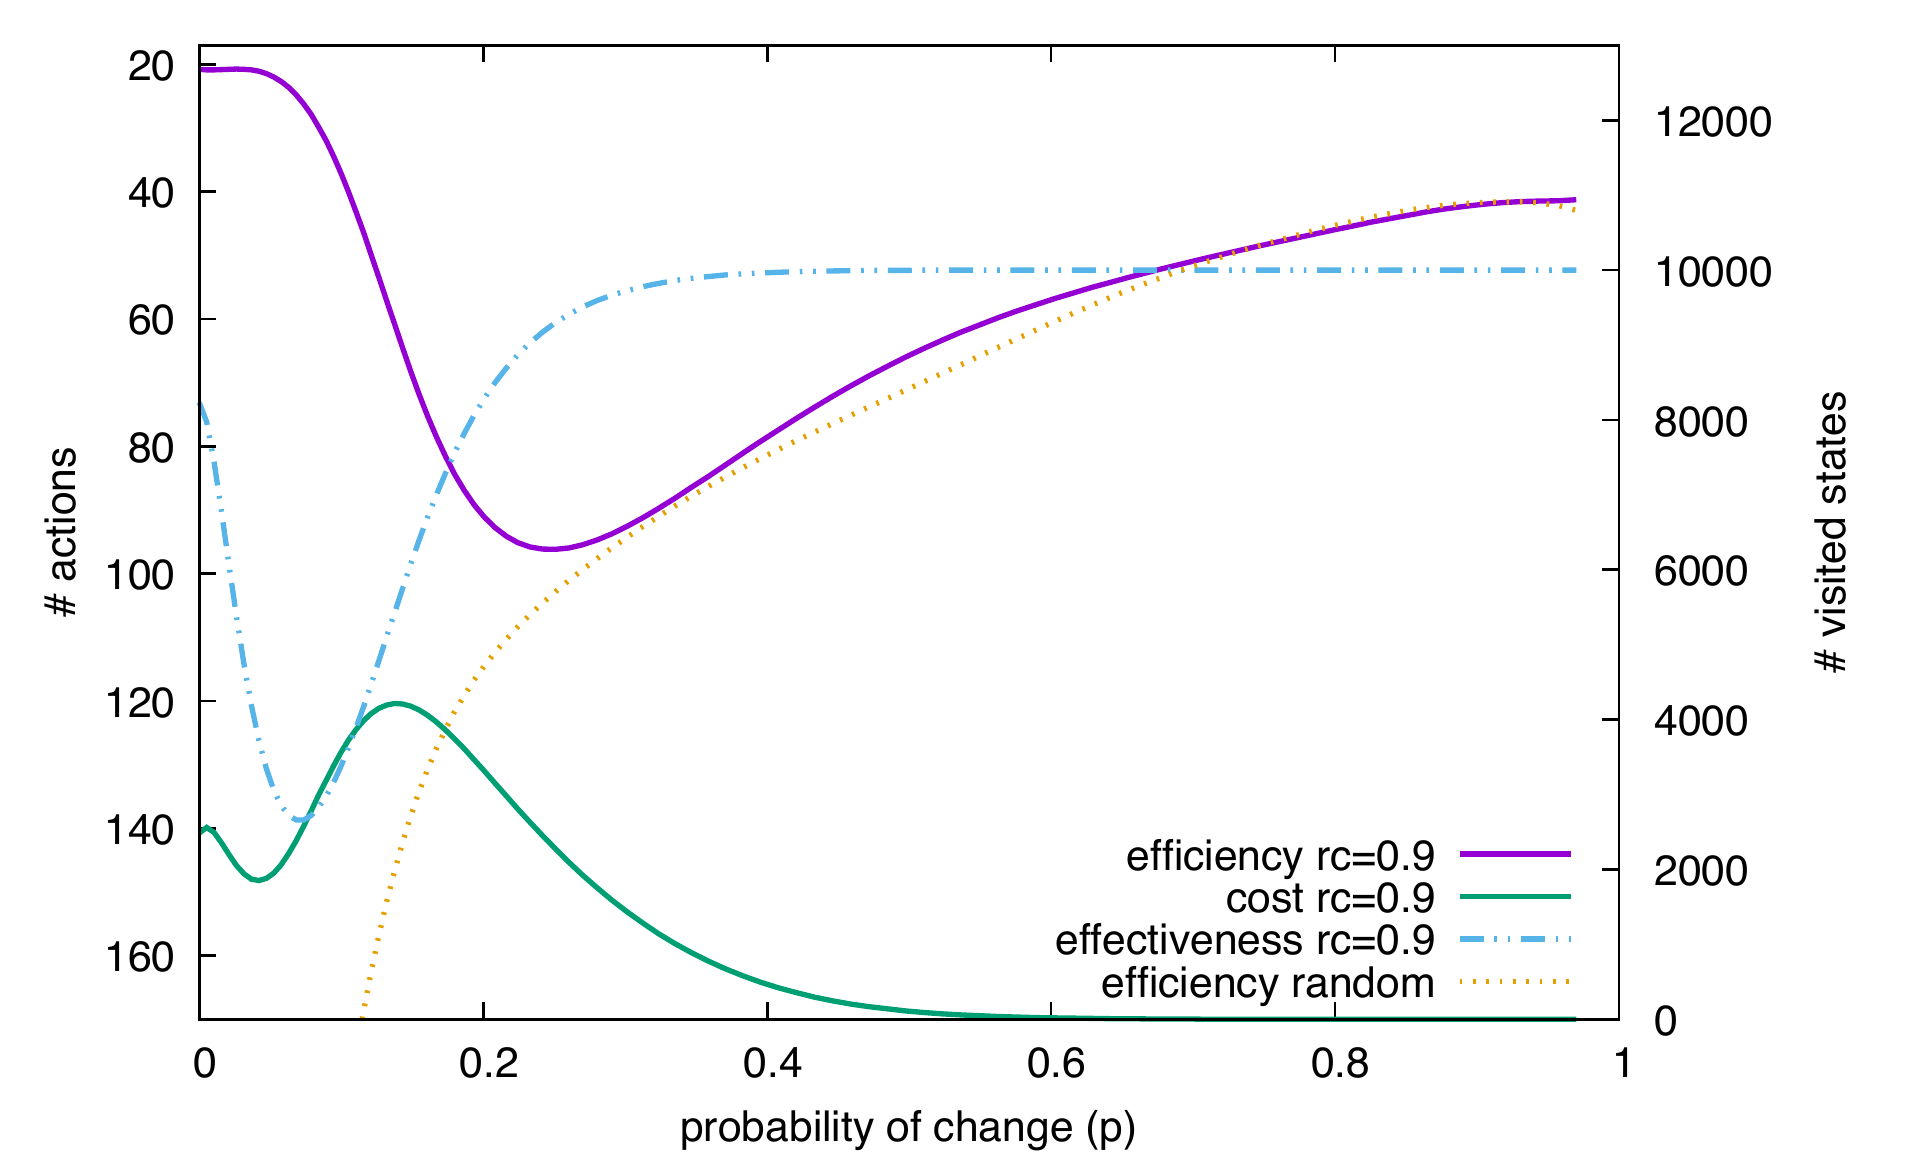 20
40
60
80
100
120
140
160
# actions
12000
10000
8000
6000
4000
2000
0
# visited states
efficiency rc=0.9
cost rc=0.9
effectiveness rc=0.9
efficiency random
0 0.2 0.4 0.6 0.8 1
probability of change (p)